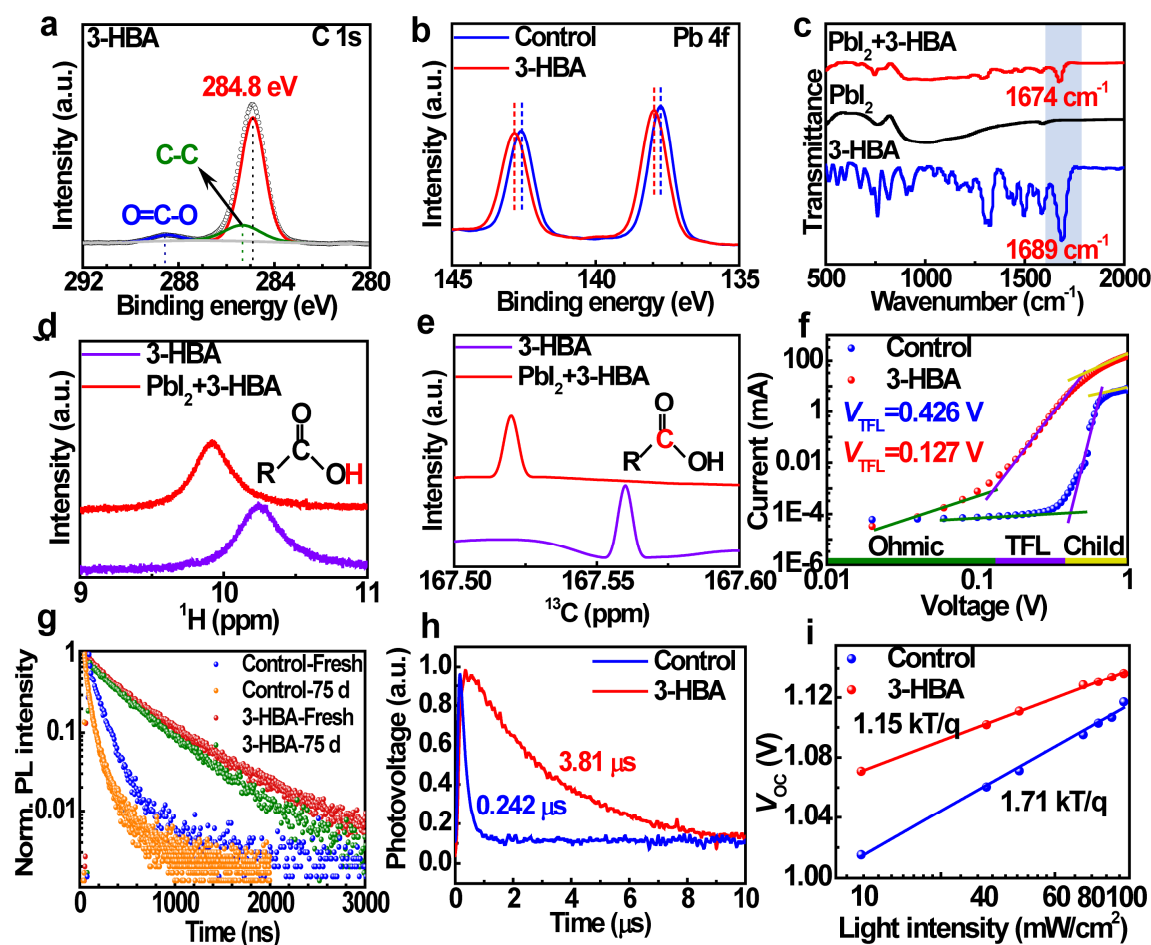 a
3-HBA
C 1s
284.8 eV
C-C
O=C-O
Intensity (a.u.)
292 288 284 280
Binding energy (eV)
b
Control
3-HBA
Pb 4f
Intensity (a.u.)
145 140 135
Binding energy (eV)
c
PbI₂+3-HBA
1674 cm⁻¹
PbI₂
3-HBA
1689 cm⁻¹
Transmittance
500 1000 1500 2000
Wavenumber (cm⁻¹)
d
3-HBA
PbI₂+3-HBA
O
C
R
OH
Intensity (a.u.)
9 10 11
¹H (ppm)
e
3-HBA
PbI₂+3-HBA
O
C
R
OH
Intensity (a.u.)
167.50 167.55 167.60
¹³C (ppm)
f
Control
3-HBA
V_TFL=0.426 V
V_TFL=0.127 V
Current (mA)
100
1
0.01
1E-4
1E-6
Ohmic TFL Child
0.01 0.1 1
Voltage (V)
g
Control-Fresh
Control-75 d
3-HBA-Fresh
3-HBA-75 d
Norm. PL intensity
1
0.1
0.01
0 1000 2000 3000
Time (ns)
h
Control
3-HBA
3.81 μs
0.242 μs
Photovoltage (a.u.)
1.0
0.8
0.6
0.4
0.2
0.0
0 2 4 6 8 10
Time (μs)
i
Control
3-HBA
1.15 kT/q
1.71 kT/q
V_OC (V)
1.12
1.08
1.04
1.00
10 40 60 80 100
Light intensity (mW/cm²)